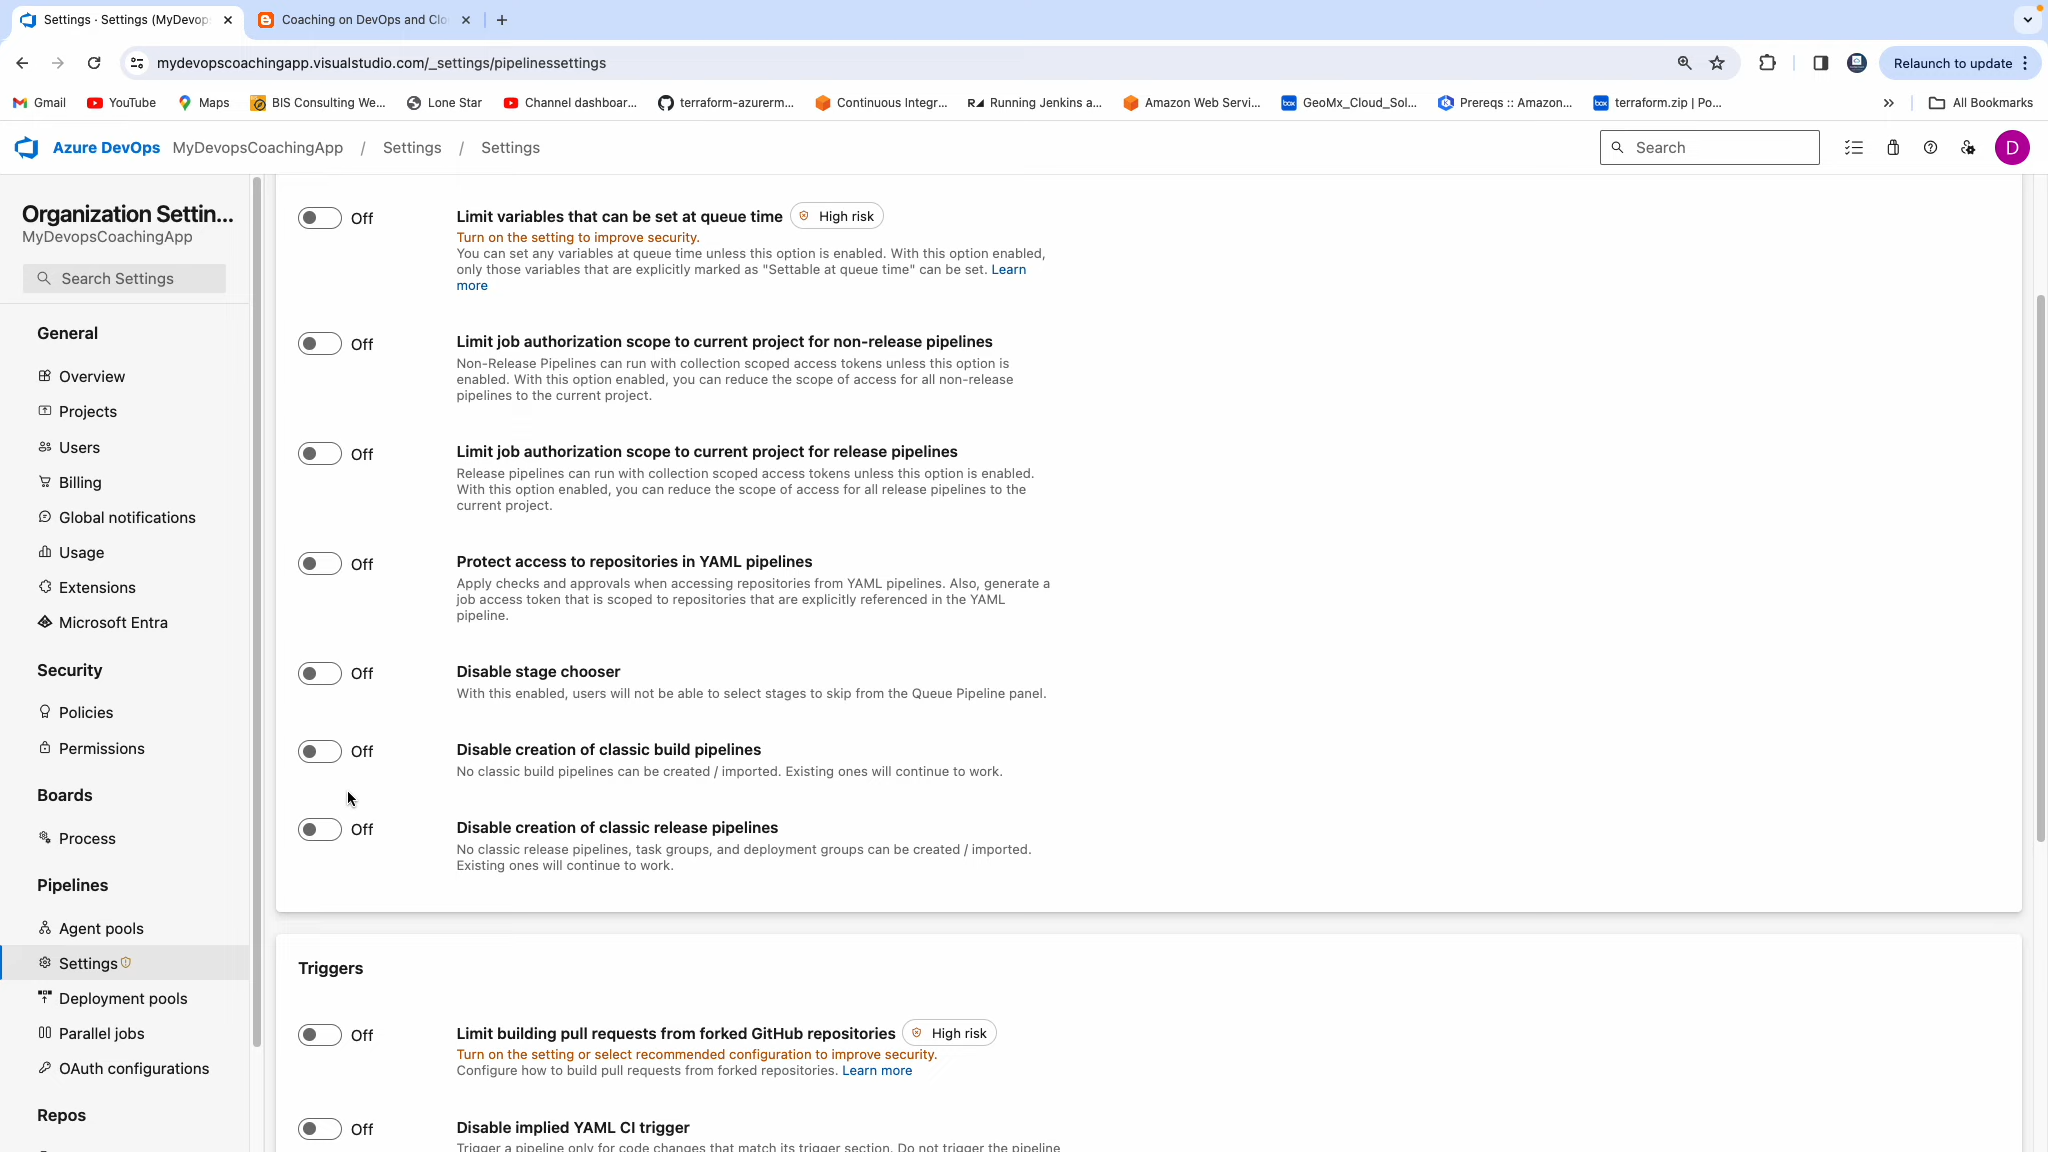 Settings · Settings (MyDevop
Coaching on DevOps and Clo
mydevopscoachingapp.visualstudio.com/_settings/pipelinessettings
Relaunch to update
Gmail
YouTube
Maps
BIS Consulting We...
Lone Star
Channel dashboar...
terraform-azurerm...
Continuous Integr...
Running Jenkins a...
Amazon Web Servi...
GeoMx_Cloud_Sol...
Prereqs :: Amazon...
terraform.zip | Po...
All Bookmarks
Azure DevOps MyDevopsCoachingApp / Settings / Settings
Search
D
Organization Settin...
MyDevopsCoachingApp
Search Settings
General
Overview
Projects
Users
Billing
Global notifications
Usage
Extensions
Microsoft Entra
Security
Policies
Permissions
Boards
Process
Pipelines
Agent pools
Settings
Deployment pools
Parallel jobs
OAuth configurations
Repos
Off
Limit variables that can be set at queue time High risk
Turn on the setting to improve security.
You can set any variables at queue time unless this option is enabled. With this option enabled,
only those variables that are explicitly marked as "Settable at queue time" can be set. Learn
more
Off
Limit job authorization scope to current project for non-release pipelines
Non-Release Pipelines can run with collection scoped access tokens unless this option is
enabled. With this option enabled, you can reduce the scope of access for all non-release
pipelines to the current project.
Off
Limit job authorization scope to current project for release pipelines
Release pipelines can run with collection scoped access tokens unless this option is enabled.
With this option enabled, you can reduce the scope of access for all release pipelines to the
current project.
Off
Protect access to repositories in YAML pipelines
Apply checks and approvals when accessing repositories from YAML pipelines. Also, generate a
job access token that is scoped to repositories that are explicitly referenced in the YAML
pipeline.
Off
Disable stage chooser
With this enabled, users will not be able to select stages to skip from the Queue Pipeline panel.
Off
Disable creation of classic build pipelines
No classic build pipelines can be created / imported. Existing ones will continue to work.
Off
Disable creation of classic release pipelines
No classic release pipelines, task groups, and deployment groups can be created / imported.
Existing ones will continue to work.
Triggers
Off
Limit building pull requests from forked GitHub repositories High risk
Turn on the setting or select recommended configuration to improve security.
Configure how to build pull requests from forked repositories. Learn more
Off
Disable implied YAML CI trigger
Trigger a pipeline only for code changes that match its trigger section. Do not trigger the pipeline